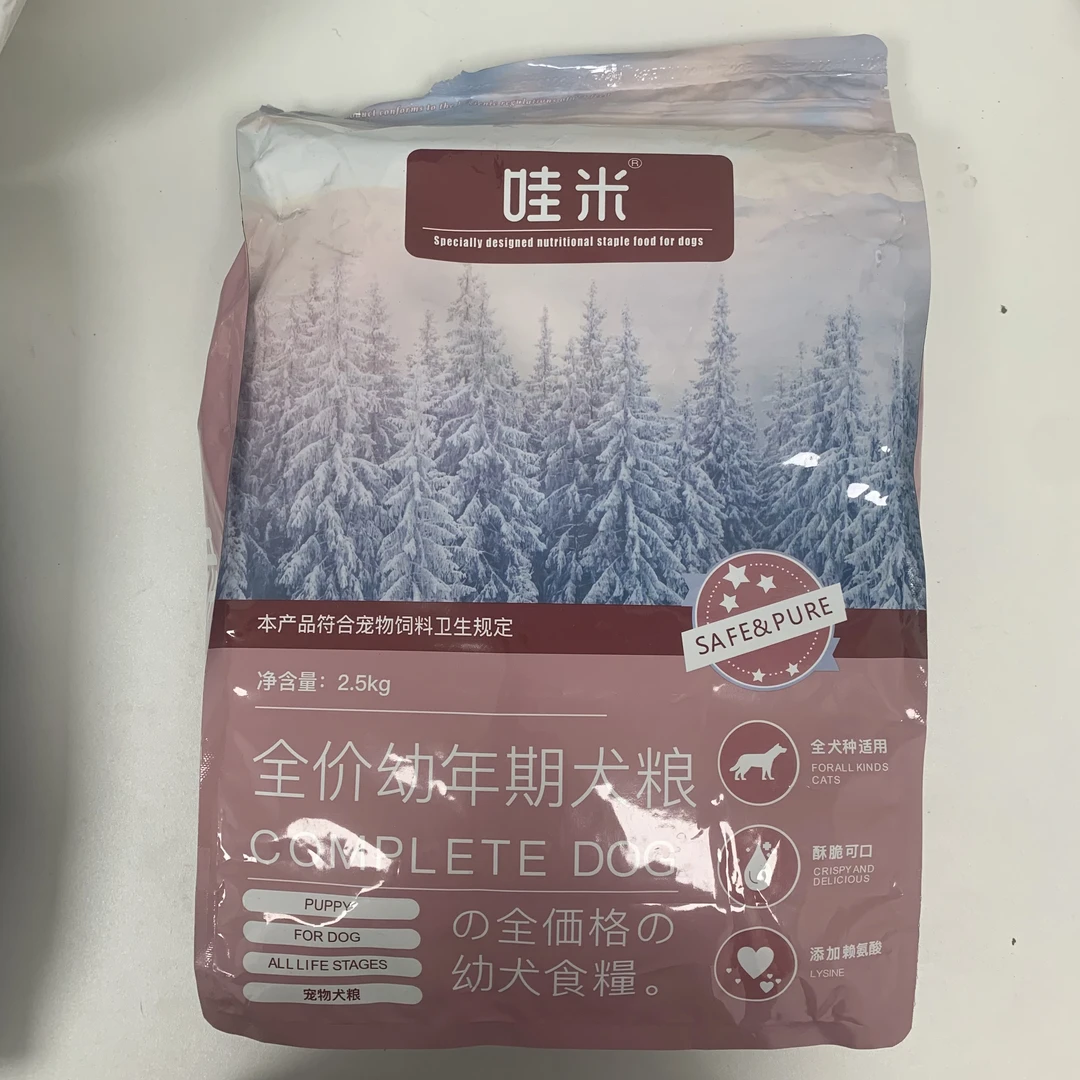 哇米®
Specially designed nutritional staple food for dogs
本产品符合宠物饲料卫生规定
SAFE&PURE
净含量：2.5kg
全价幼年期犬粮
COMPLETE DOG
全犬种适用
FOR ALL KINDS
CATS
酥脆可口
CRISPY AND
DELICIOUS
添加赖氨酸
LYSINE
PUPPY
FOR DOG
ALL LIFE STAGES
宠物犬粮
の全価格の
幼犬食糧。